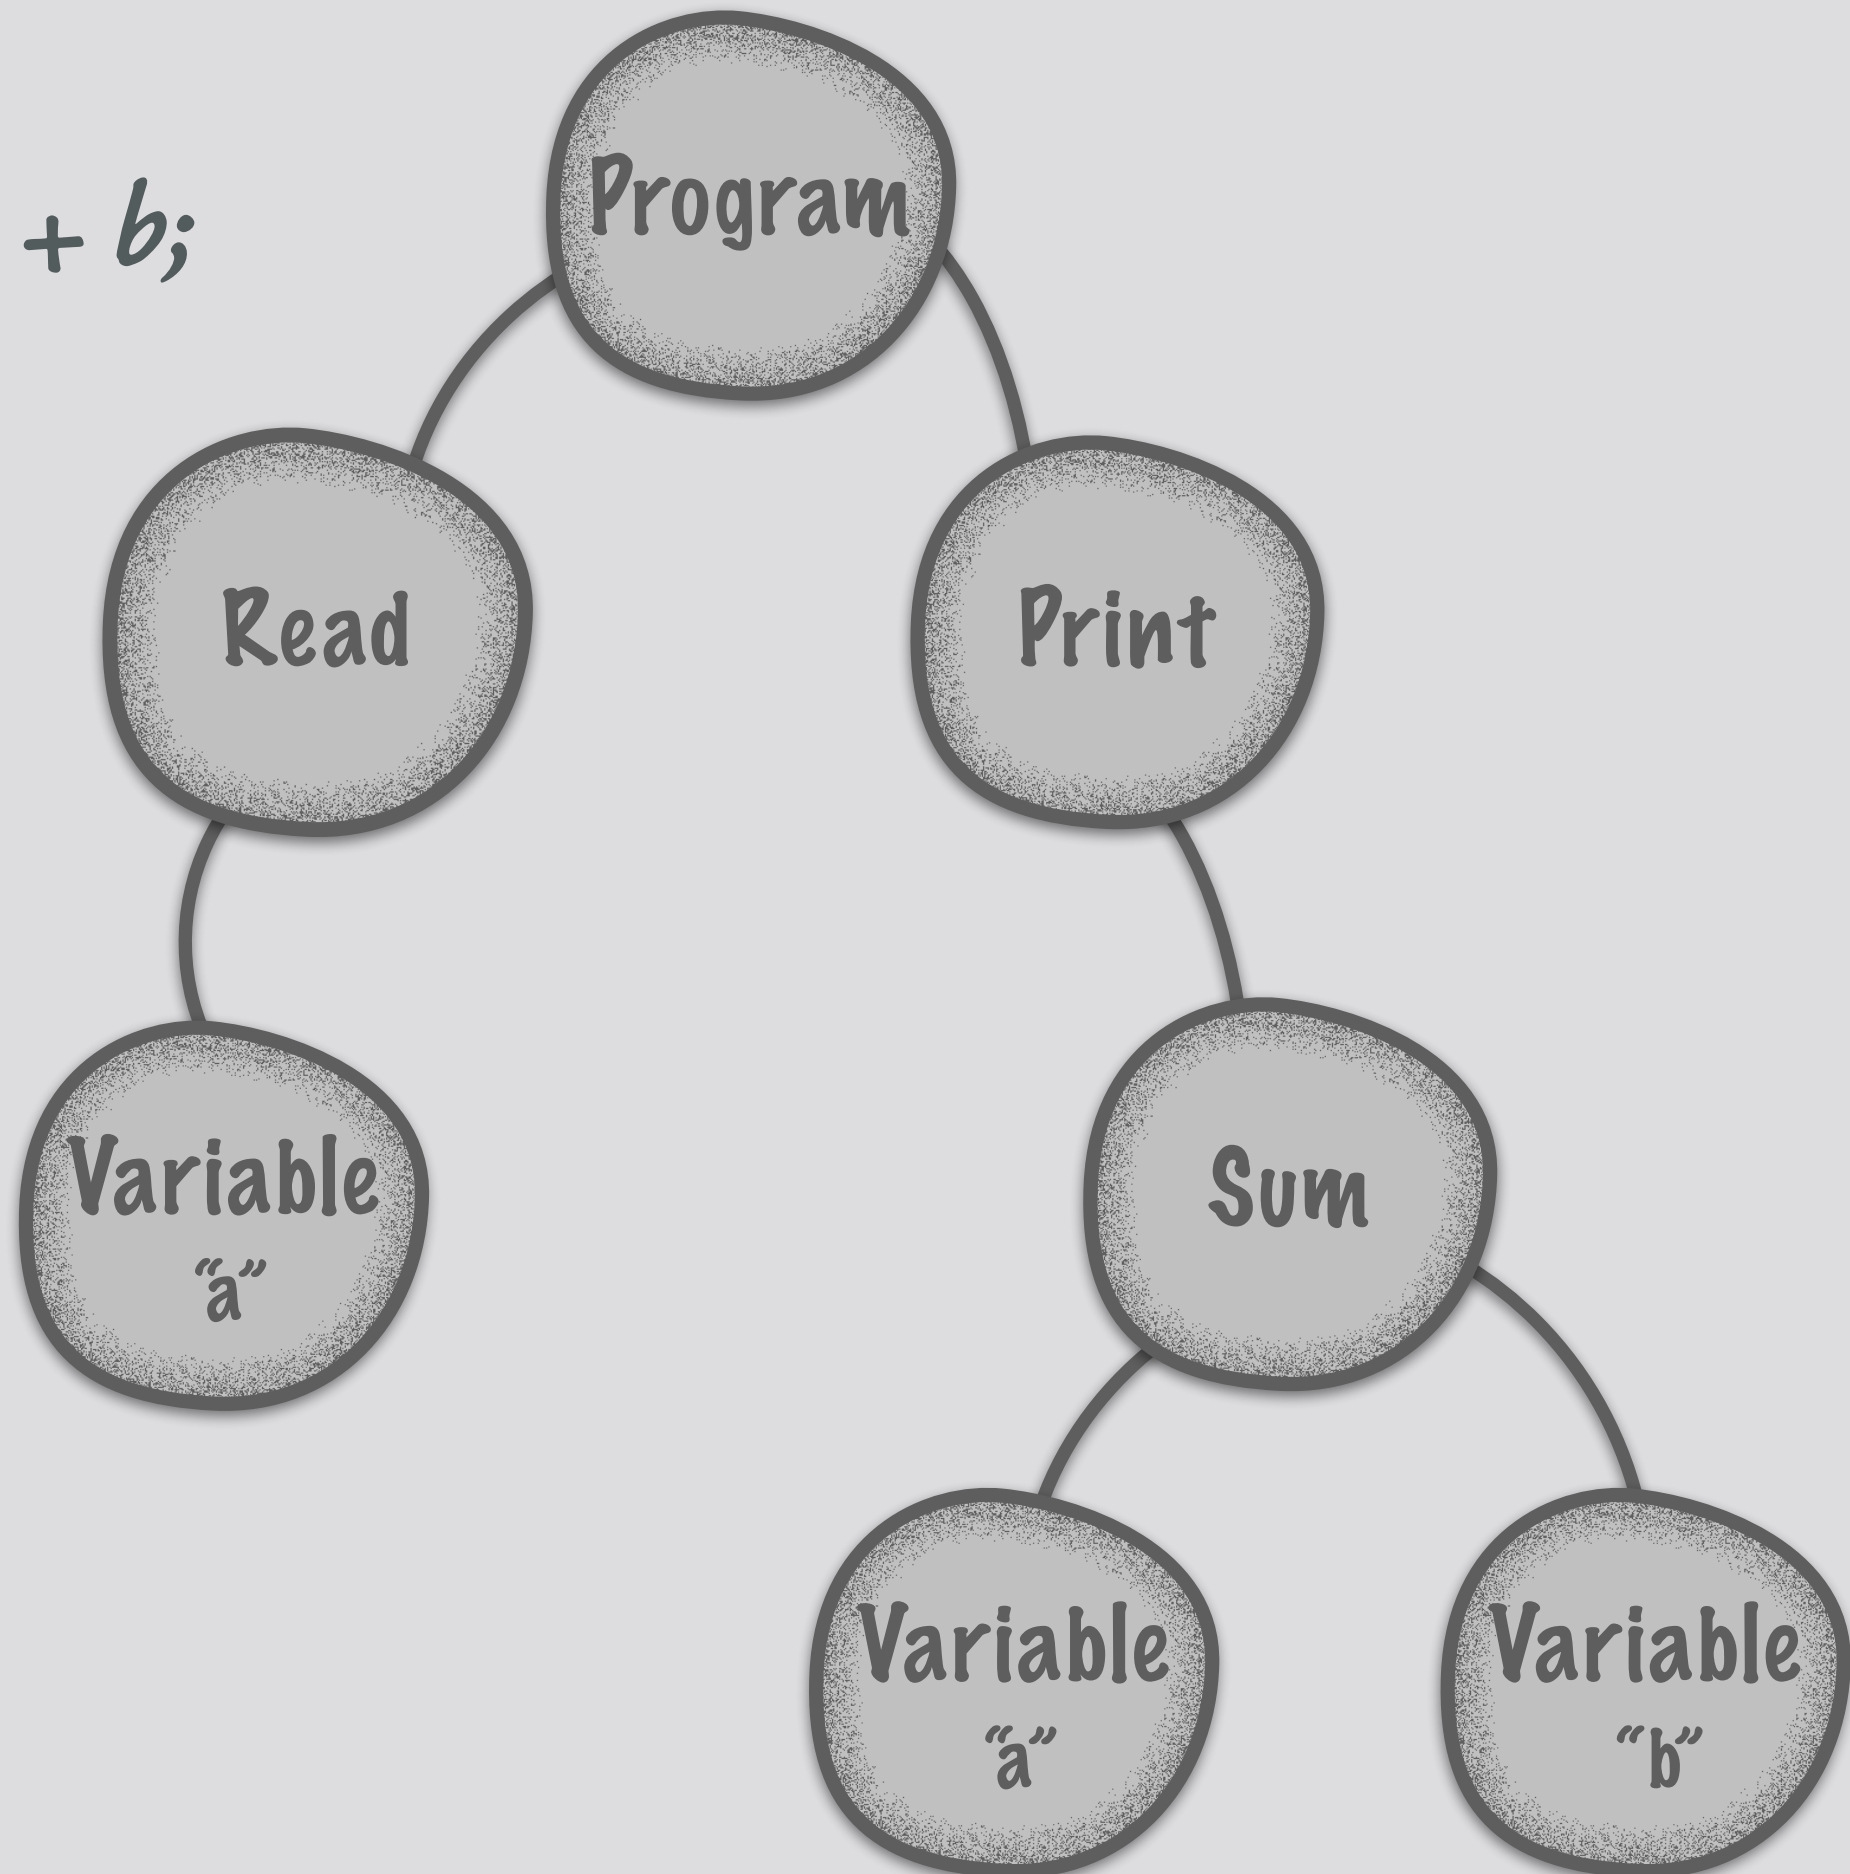 Program
+ b;
Read
Print
Variable
“a”
Sum
Variable
“a”
Variable
“b”